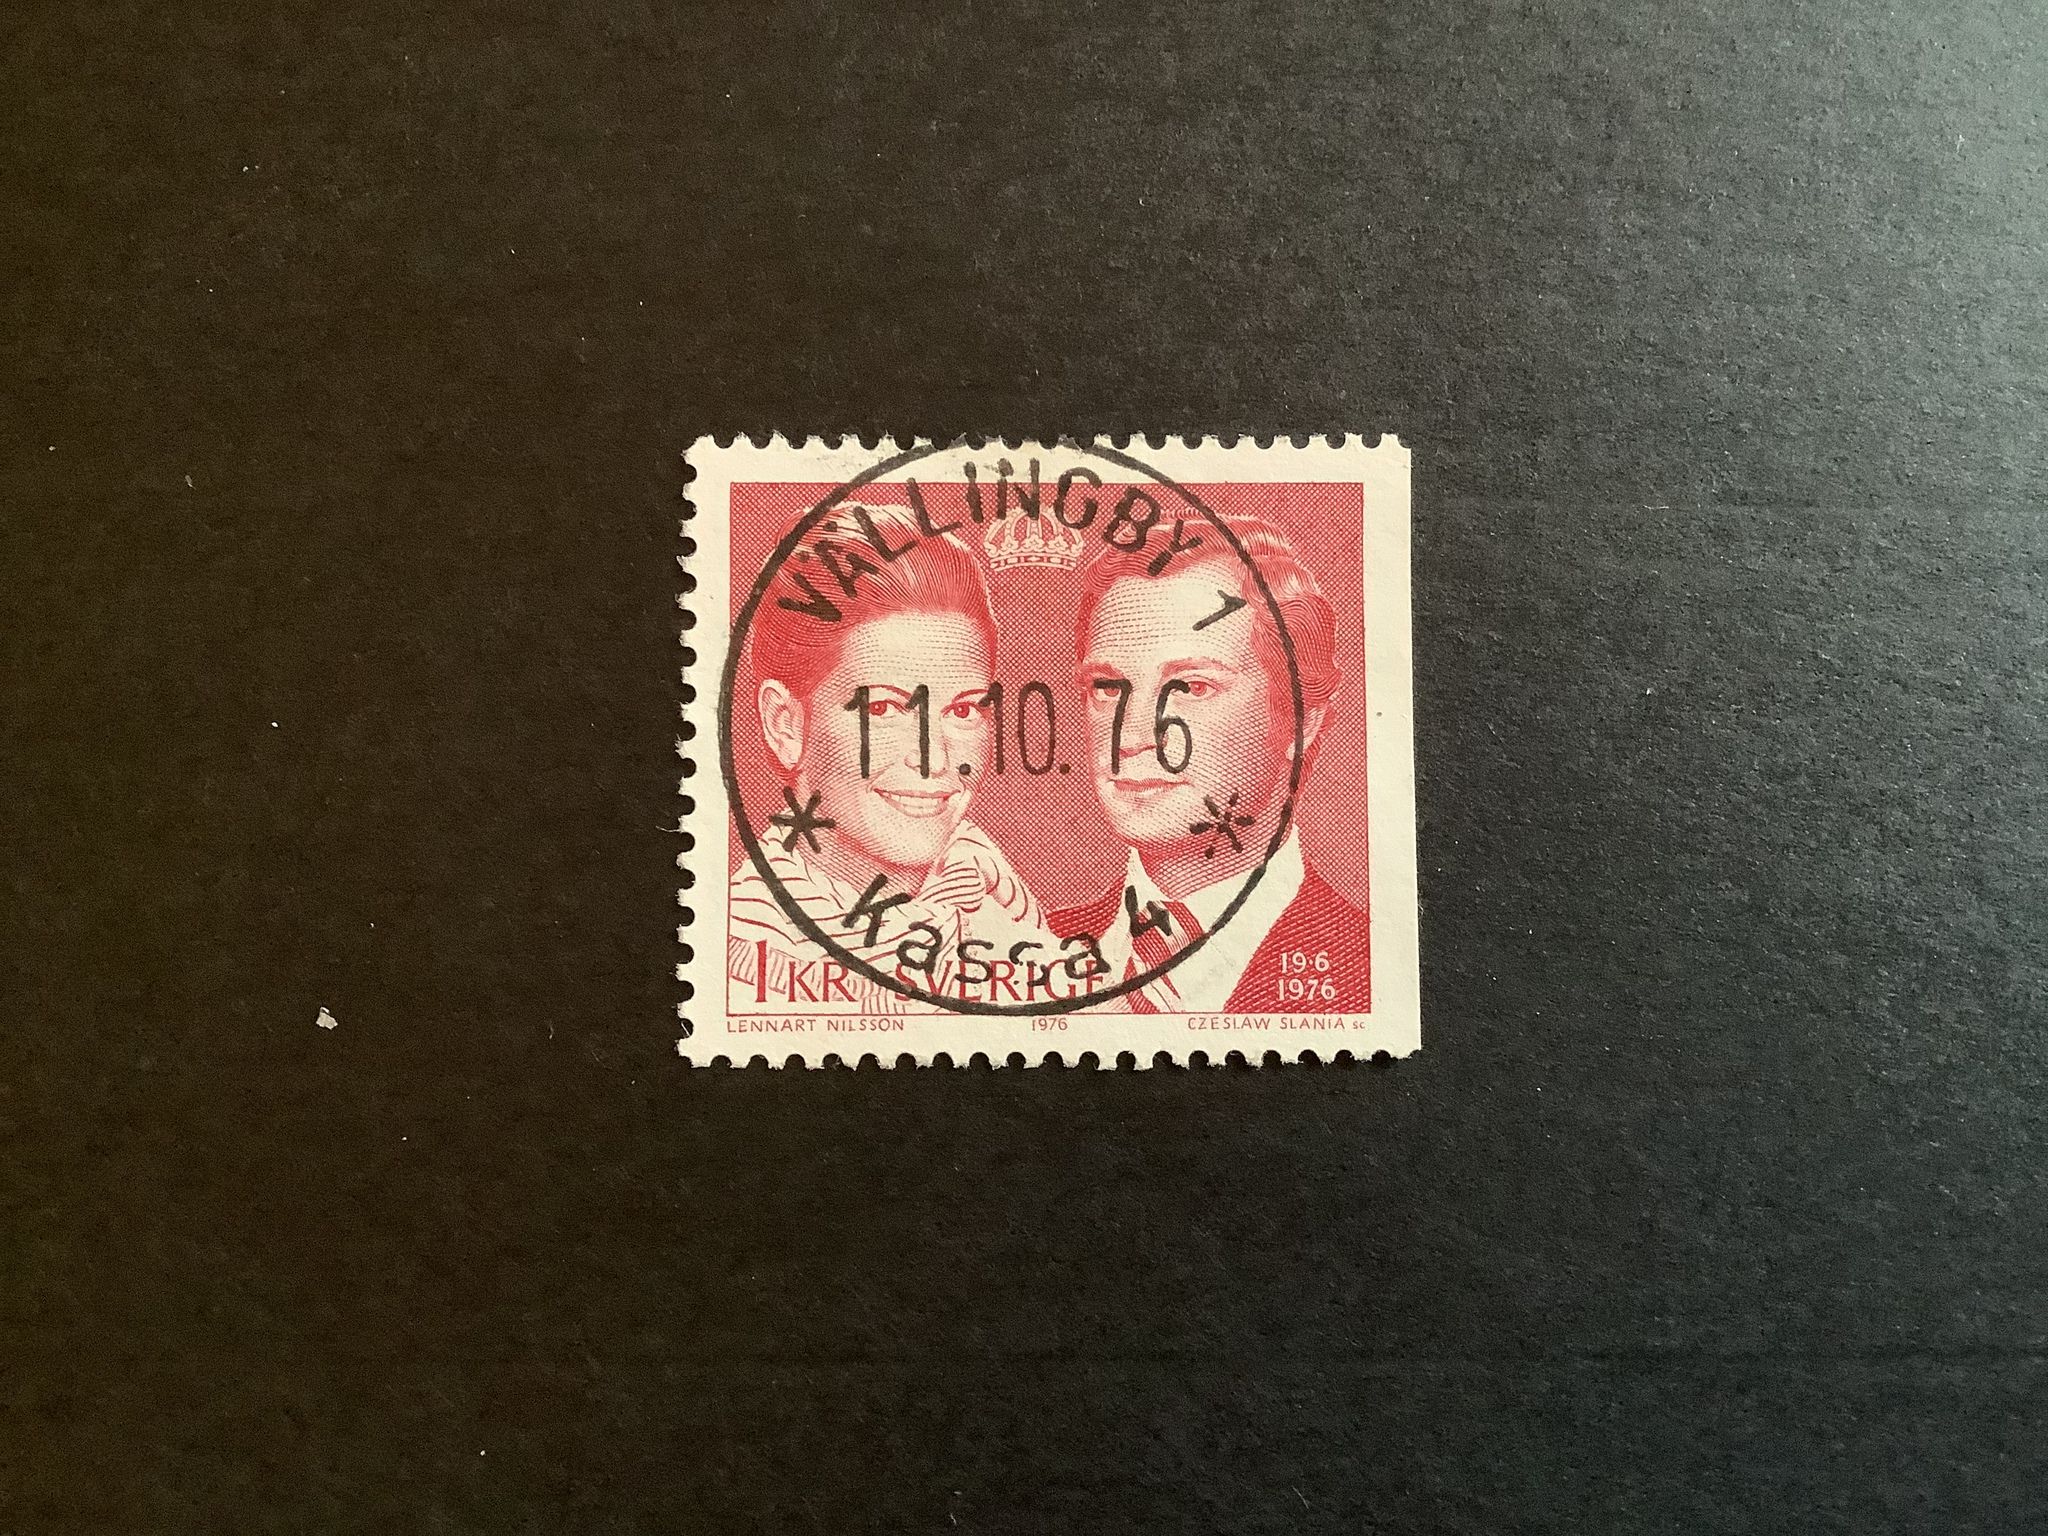 VÄLLINGBY 1
11.10.76
* Kassa 4 *
1 KR SVERIGE
19·6
1976
LENNART NILSSON 1976 CZESLAW SLANIA sc